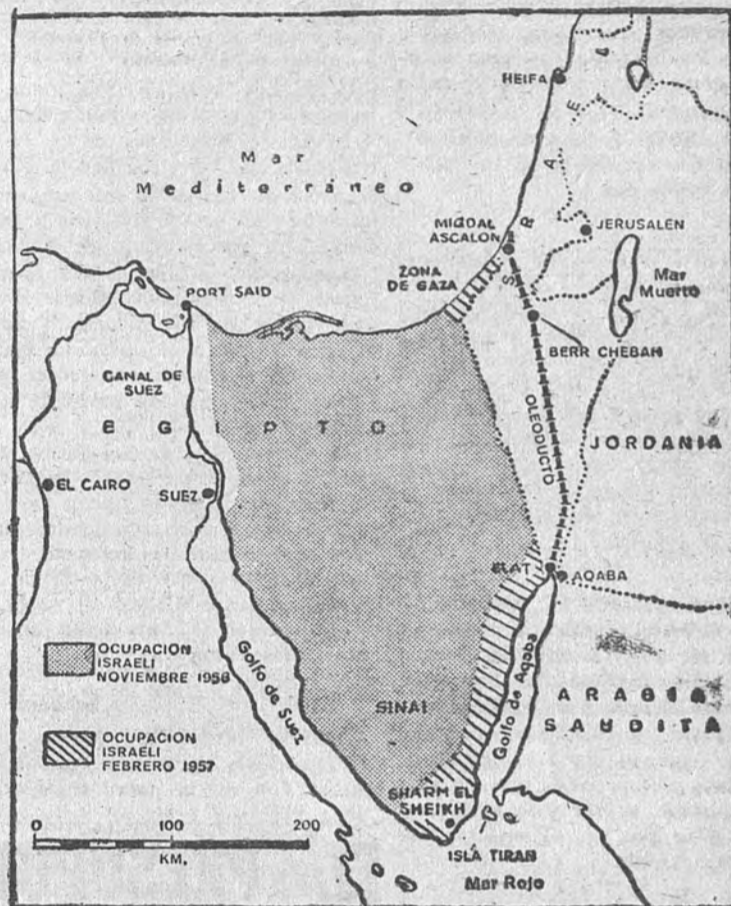 HEIFA
Mar
Mediterráneo
ISRAE
MIGDAL
ASCALON
JERUSALEN
ZONA
DE GAZA
Mar
Muerto
PORT SAID
BERR CHEBAH
CANAL DE
SUEZ
EGIPTO
OLEODUCTO
JORDANIA
EL CAIRO
SUEZ
ELAT
AQABA
Golfo de Suez
Golfo de Aqaba
OCUPACION
ISRAELI
NOVIEMBRE 1956
SINAI
ARABIA
SAUDITA
OCUPACION
ISRAELI
FEBRERO 1957
SHARM EL
SHEIKH
0 100 200
KM.
ISLA TIRAN
Mar Rojo